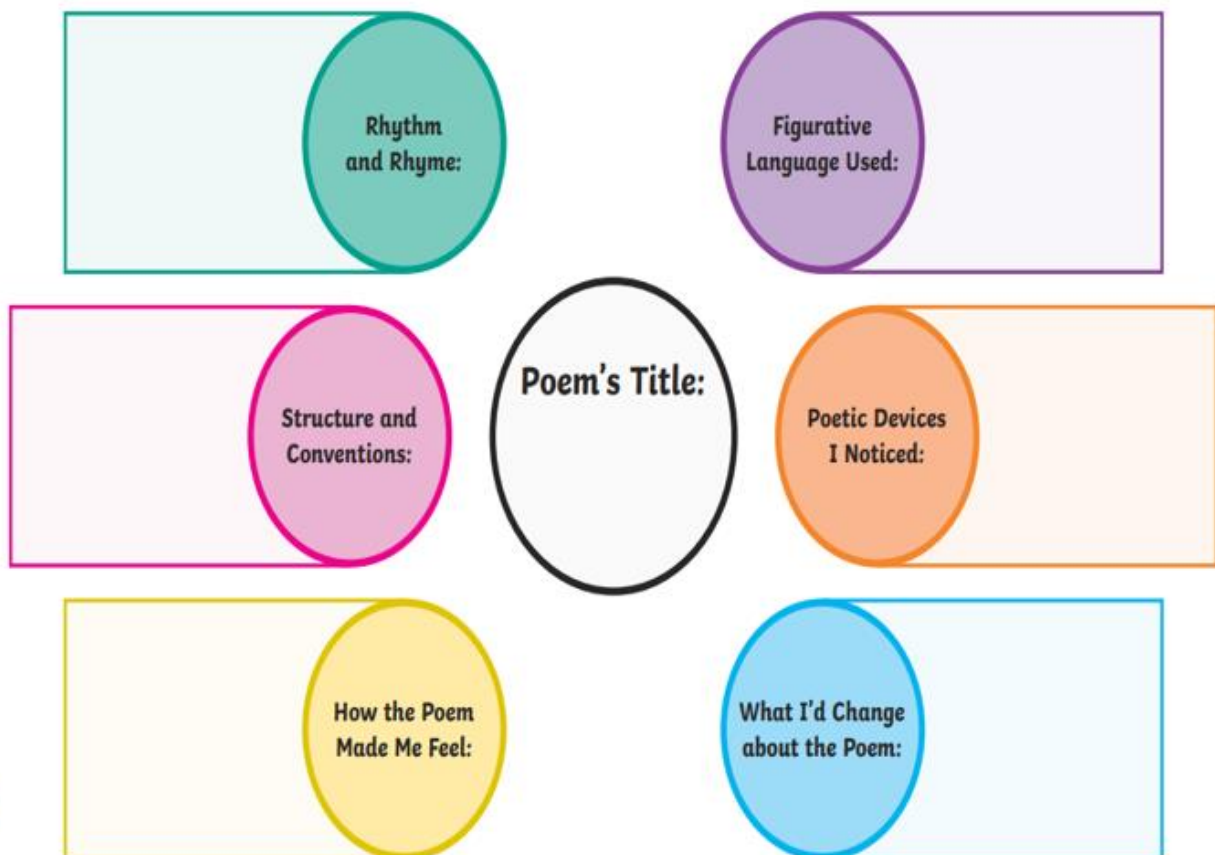 Rhythm
and Rhyme:
Figurative
Language Used:
Poem's Title:
Structure and
Conventions:
Poetic Devices
I Noticed:
How the Poem
Made Me Feel:
What I'd Change
about the Poem: